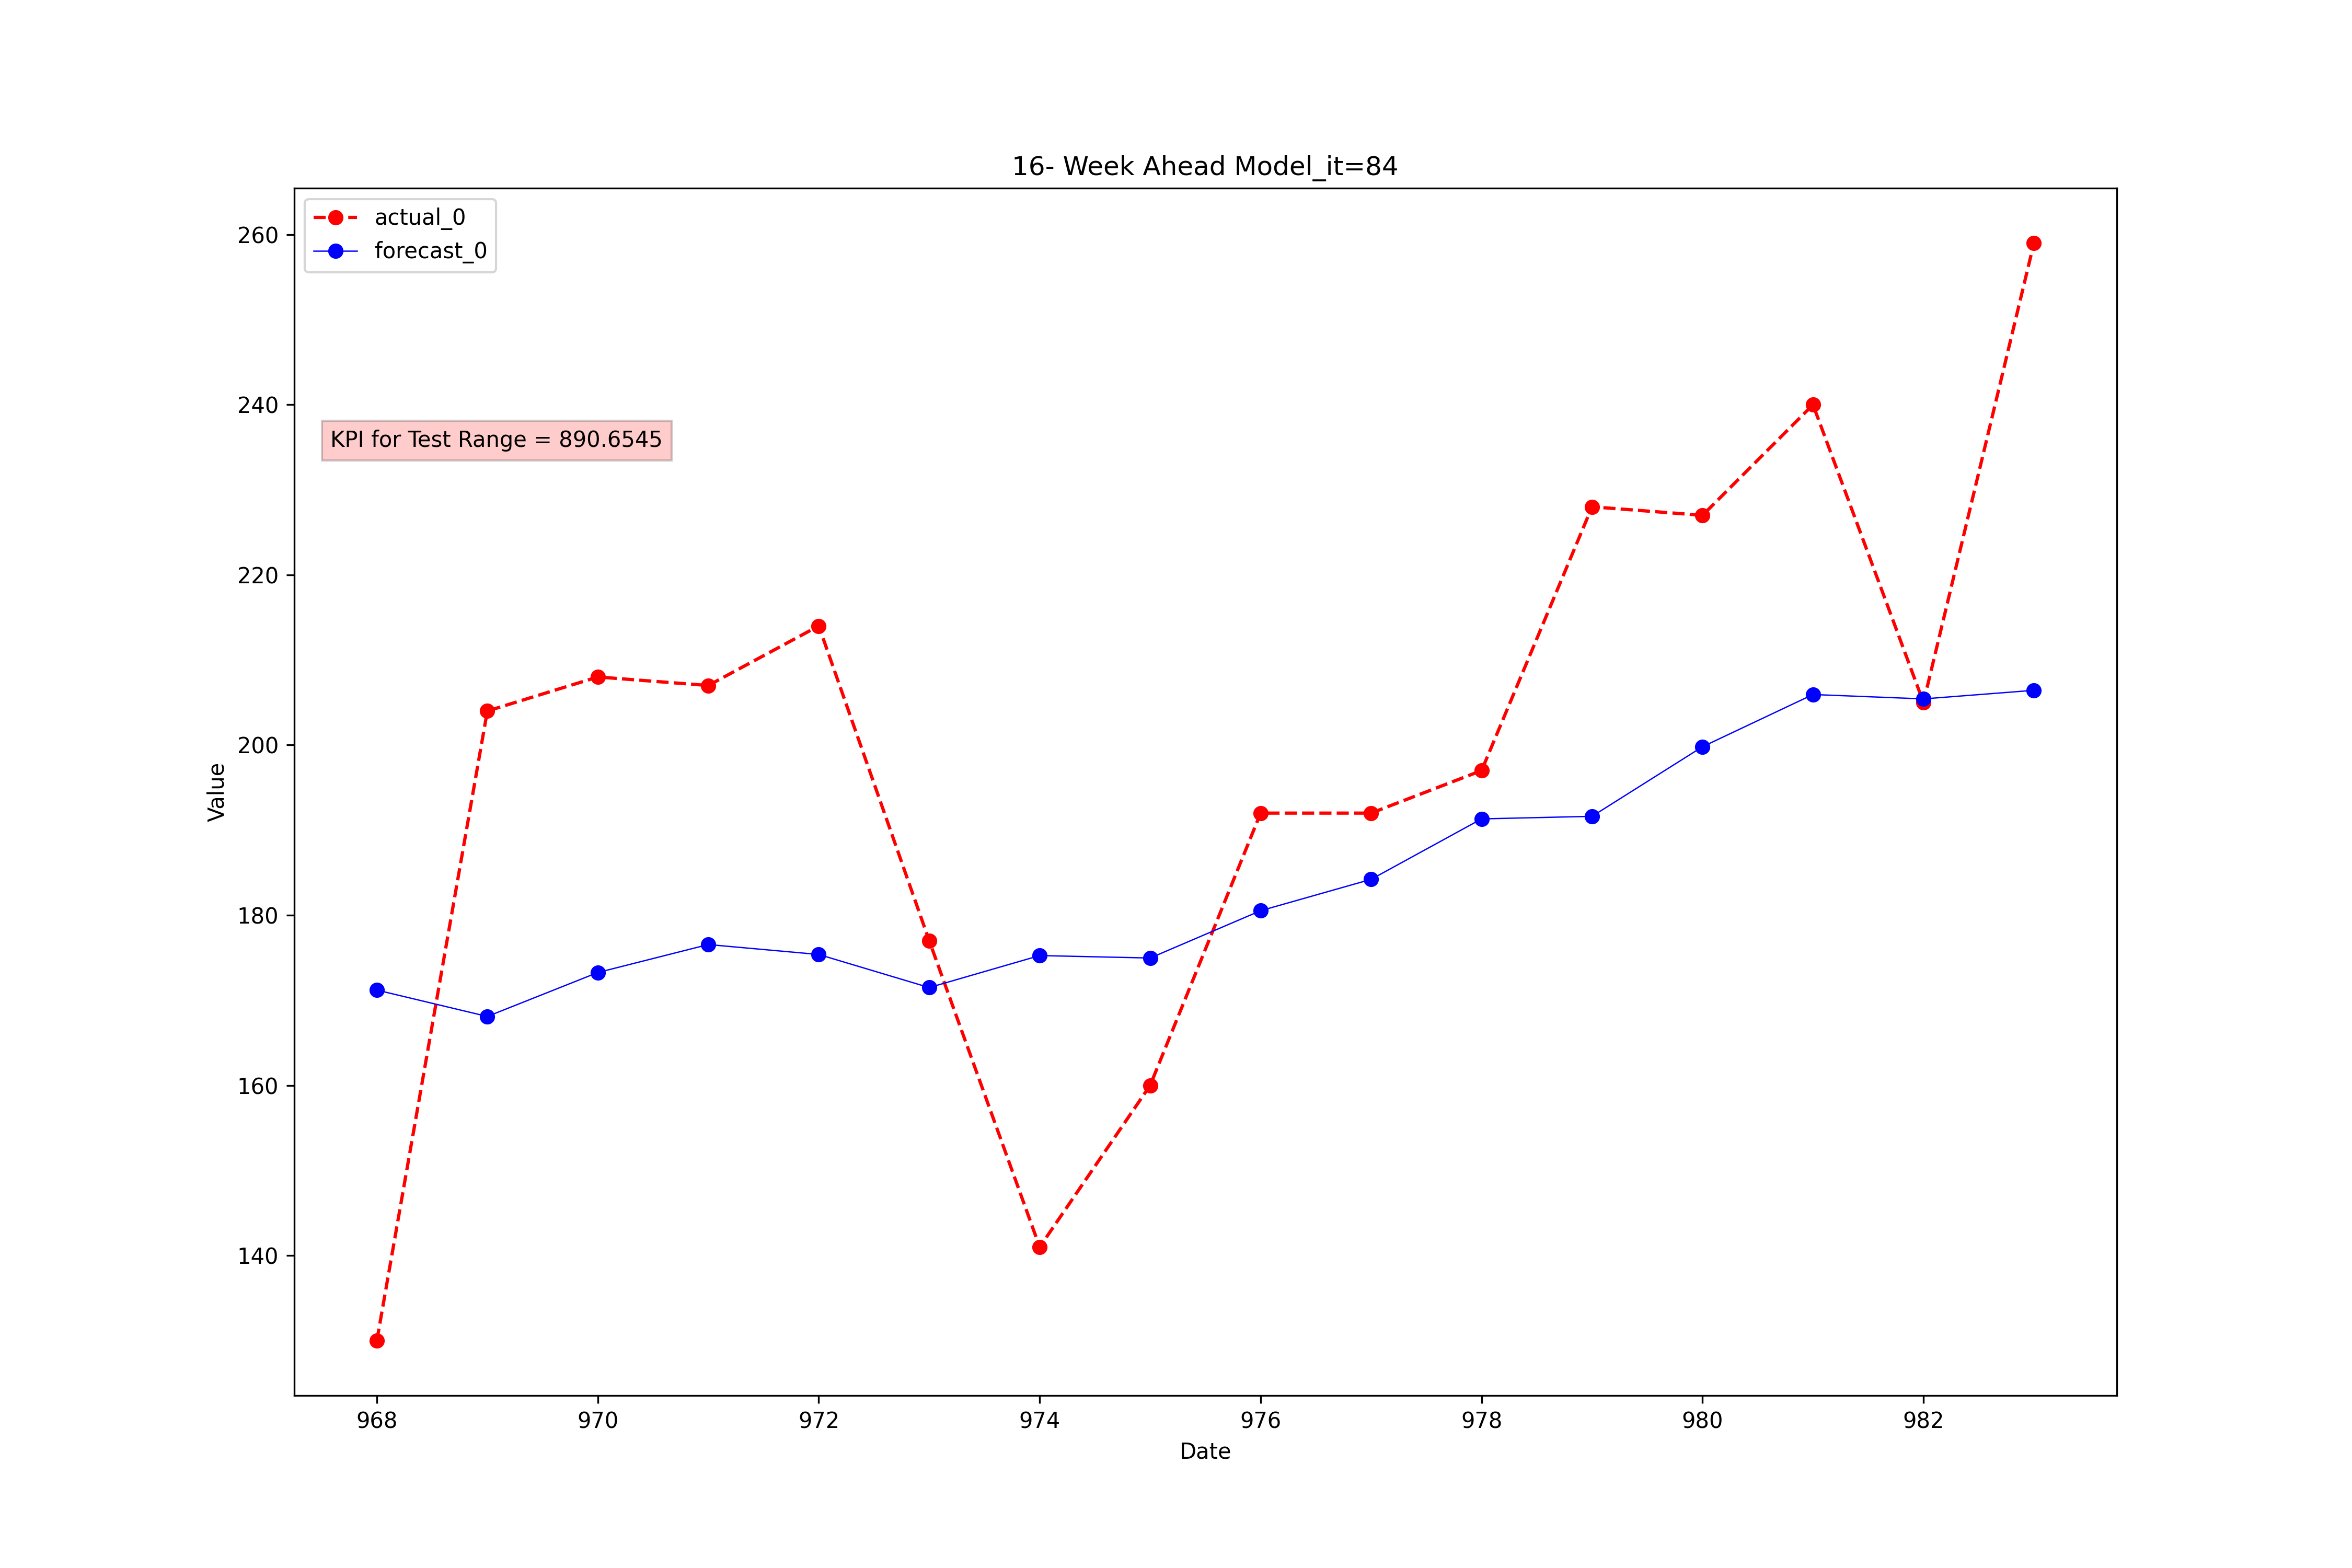 16- Week Ahead Model_it=84
actual_0
forecast_0
KPI for Test Range = 890.6545
Value
260
240
220
200
180
160
140
968 970 972 974 976 978 980 982
Date